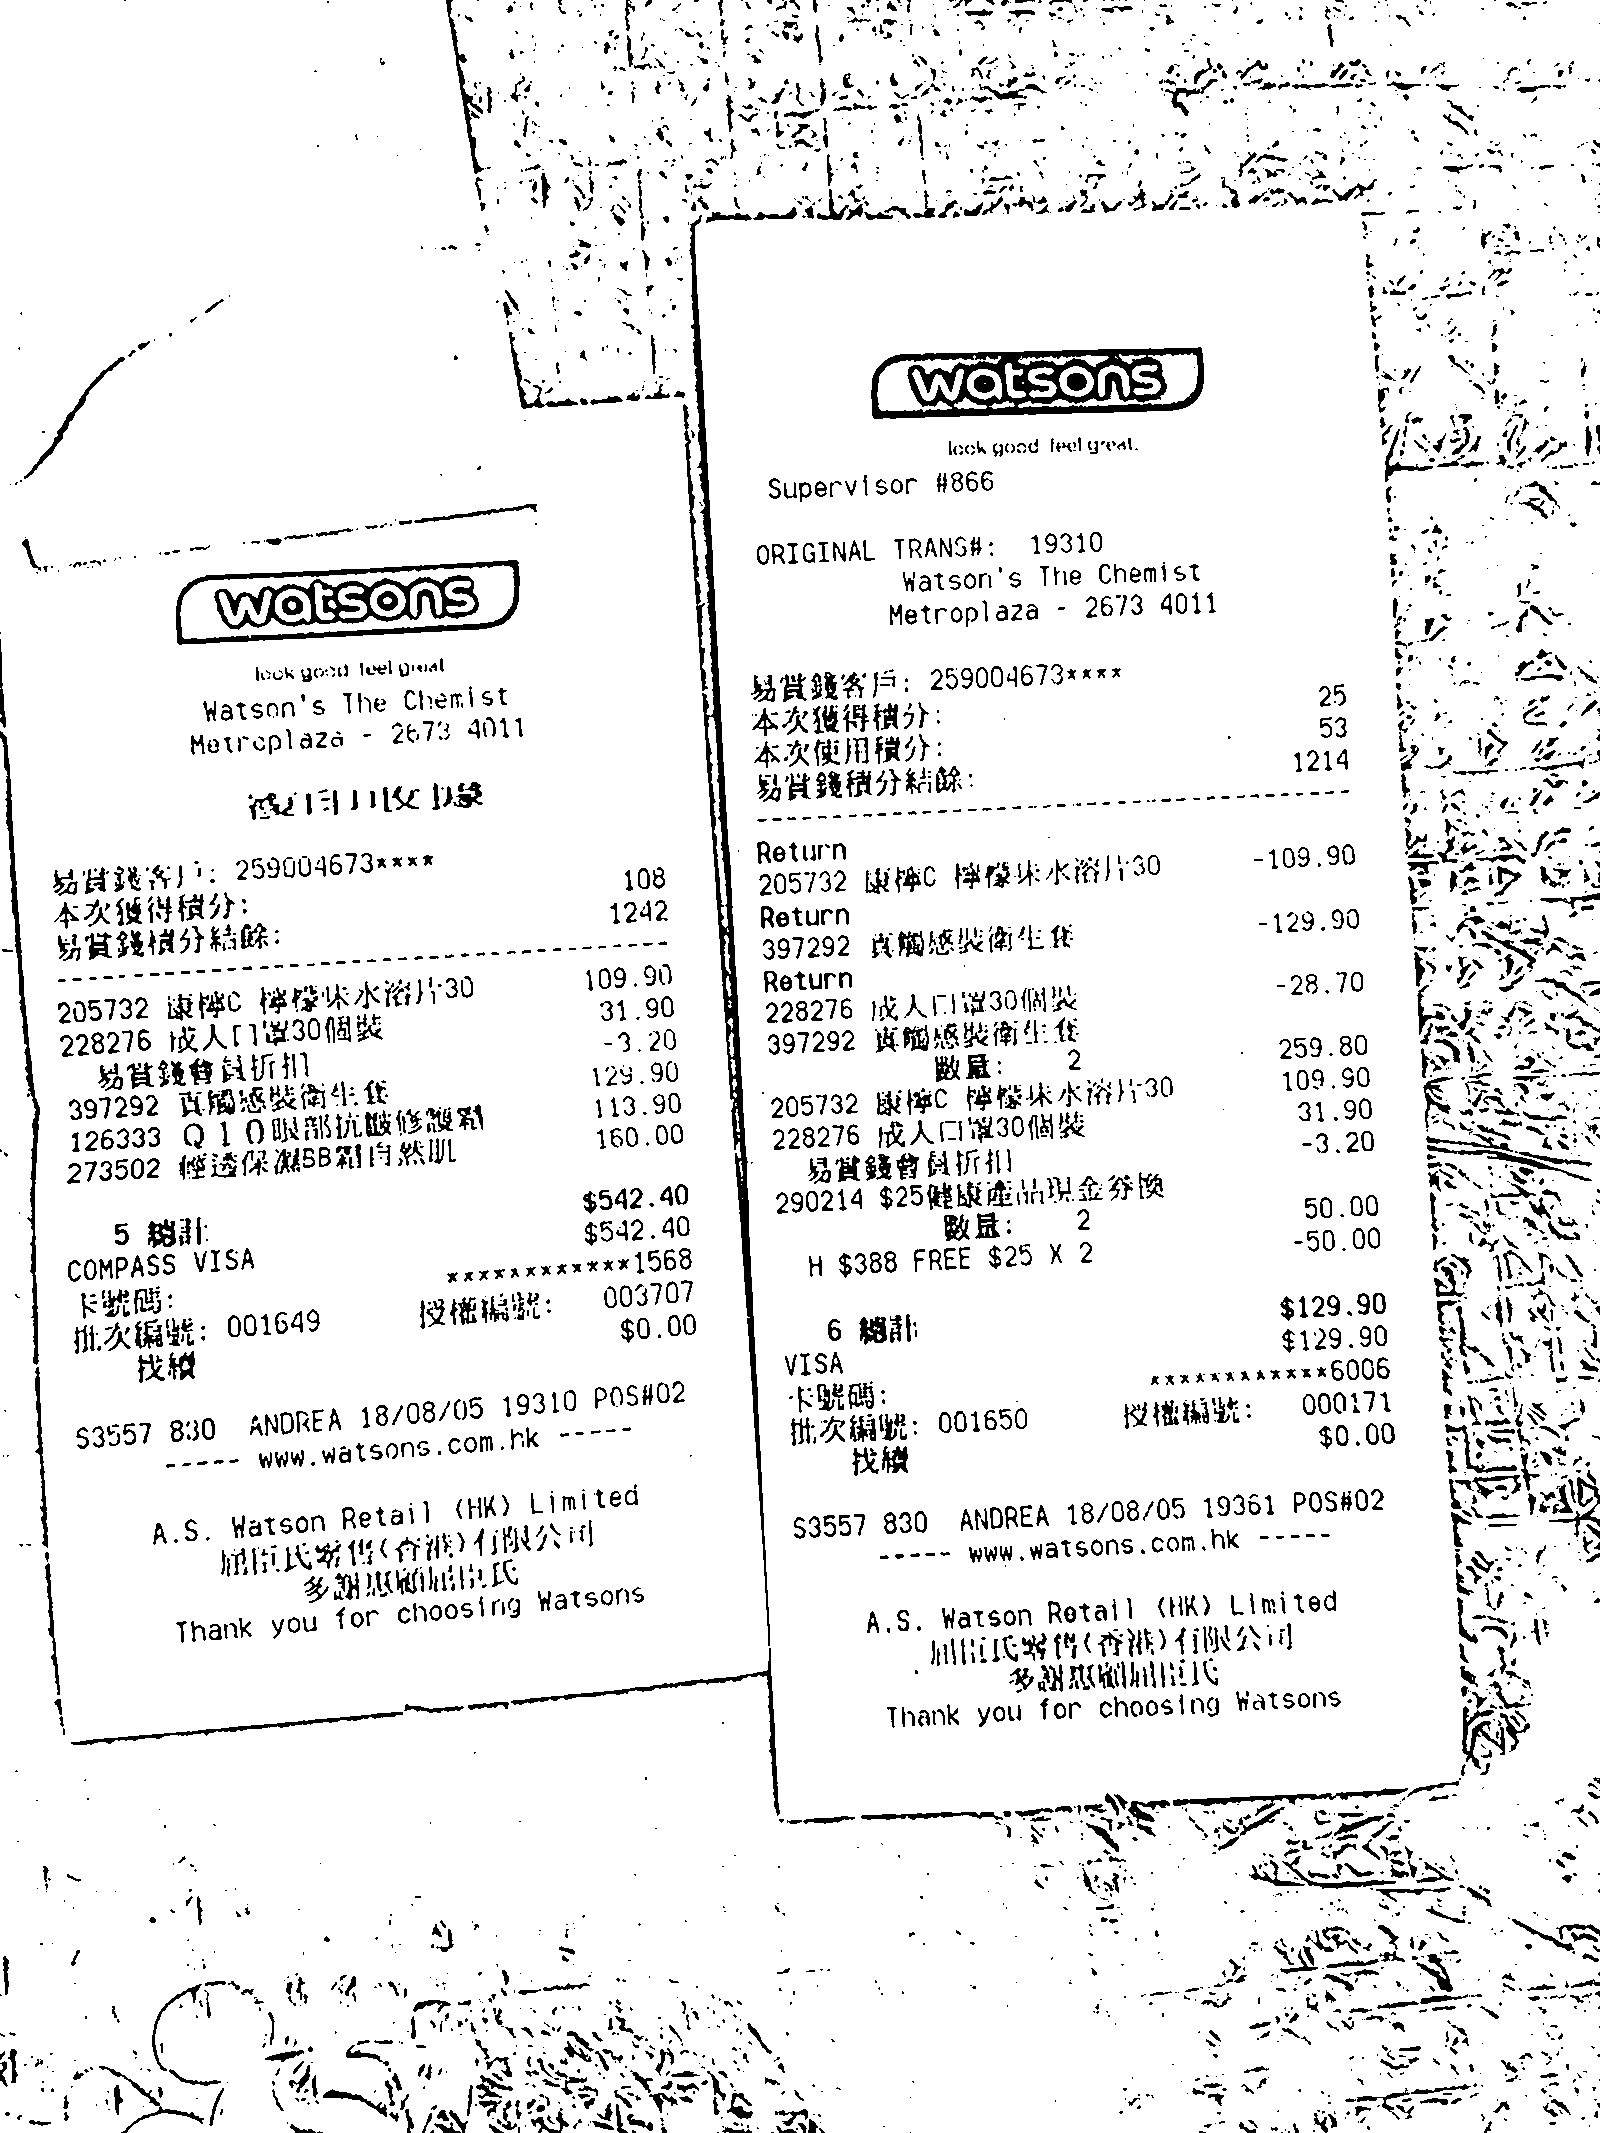 watsons
look good feel great
Watson's The Chemist
Metroplaza - 2673 4011
易賞錢客戶: 259004673****
本次獲得積分: 108
易賞錢積分結餘: 1242
205732 康檸C 檸檬味水溶片30 109.90
228276 成人口罩30個裝 31.90
易賞錢會員折扣 -3.20
397292 真觸感裝衛生套 129.90
126333 Q10眼部抗皺修護霜 113.90
273502 輕透保濕BB霜自然肌 160.00
5 總計 $542.40
COMPASS VISA $542.40
卡號碼: ************1568
批次編號: 001649 授權編號: 003707
找續 $0.00
S3557 830 ANDREA 18/08/05 19310 POS#02
----- www.watsons.com.hk -----
A.S. Watson Retail (HK) Limited
屈臣氏零售(香港)有限公司
多謝惠顧屈臣氏
Thank you for choosing Watsons
watsons
look good feel great.
Supervisor #866
ORIGINAL TRANS#: 19310
Watson's The Chemist
Metroplaza - 2673 4011
易賞錢客戶: 259004673****
本次獲得積分: 25
本次使用積分: 53
易賞錢積分結餘: 1214
Return
205732 康檸C 檸檬味水溶片30 -109.90
Return
397292 真觸感裝衛生套 -129.90
Return
228276 成人口罩30個裝 -28.70
397292 真觸感裝衛生套
數量: 2 259.80
205732 康檸C 檸檬味水溶片30 109.90
228276 成人口罩30個裝 31.90
易賞錢會員折扣 -3.20
290214 $25健康產品現金券換
數量: 2 50.00
H $388 FREE $25 X 2 -50.00
6 總計 $129.90
VISA $129.90
卡號碼: ************6006
批次編號: 001650 授權編號: 000171
找續 $0.00
S3557 830 ANDREA 18/08/05 19361 POS#02
----- www.watsons.com.hk -----
A.S. Watson Retail (HK) Limited
屈臣氏零售(香港)有限公司
多謝惠顧屈臣氏
Thank you for choosing Watsons